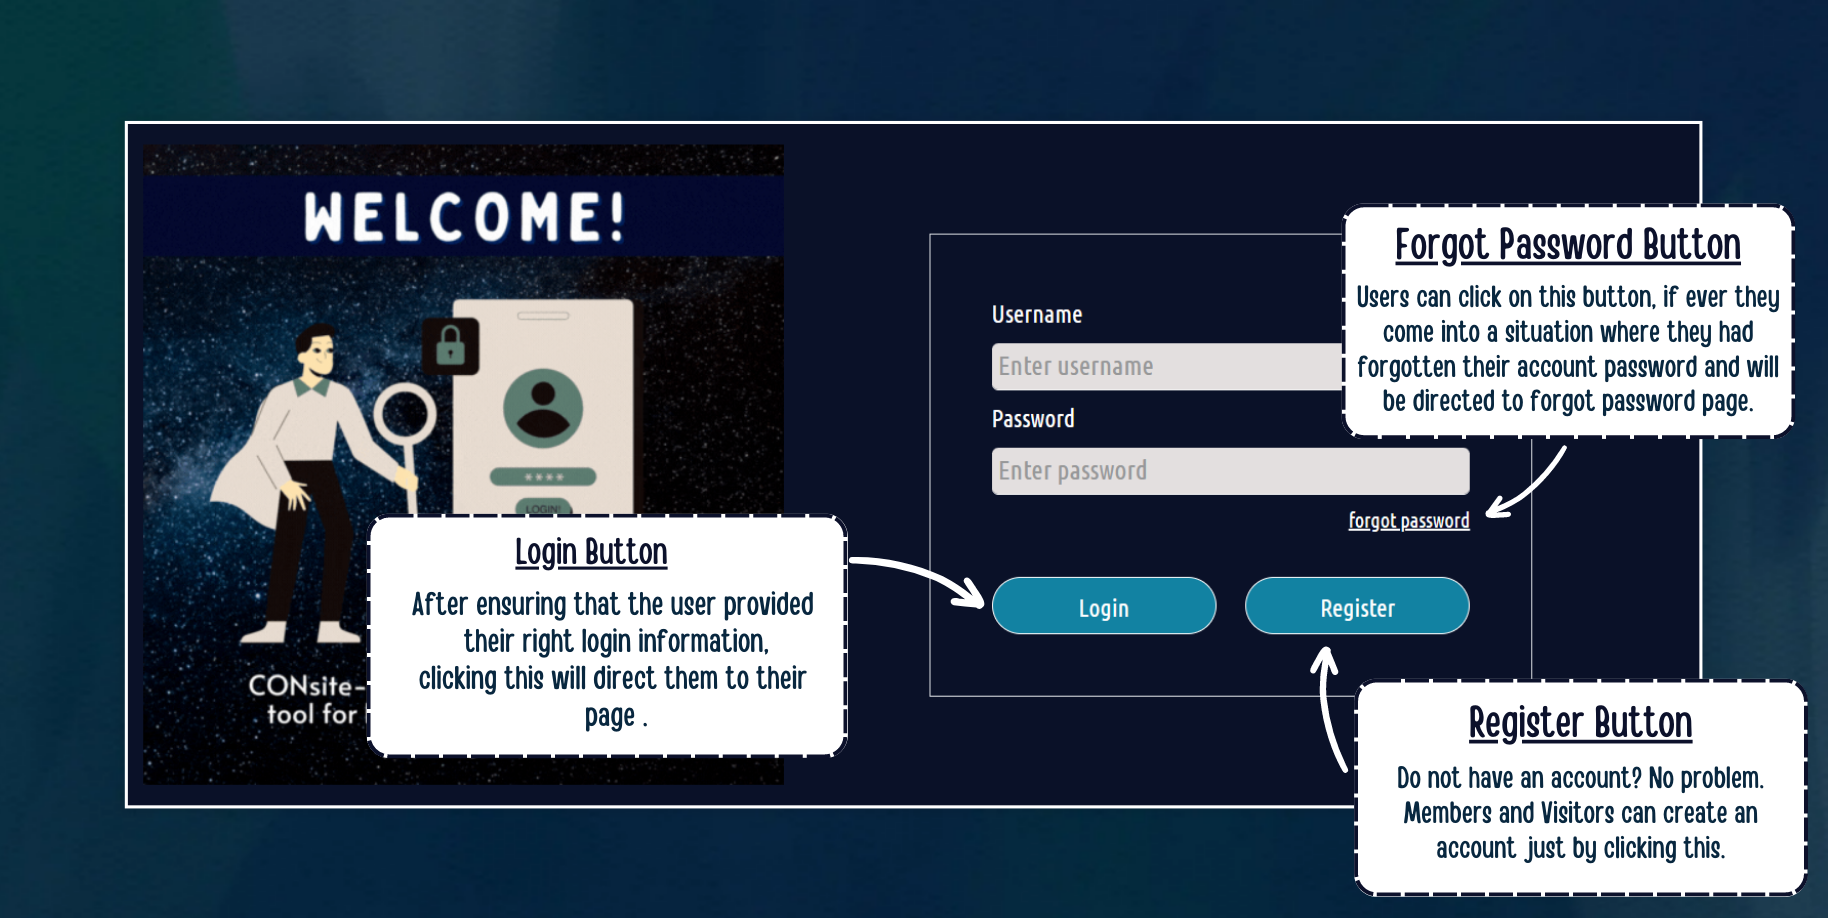 WELCOME!
****
LOGIN!
CONsite-
tool for
Username
Enter username
Password
Enter password
forgot password
Login
Register
Forgot Password Button
Users can click on this button, if ever they
come into a situation where they had
forgotten their account password and will
be directed to forgot password page.
Login Button
After ensuring that the user provided
their right login information,
clicking this will direct them to their
page .
Register Button
Do not have an account? No problem.
Members and Visitors can create an
account just by clicking this.